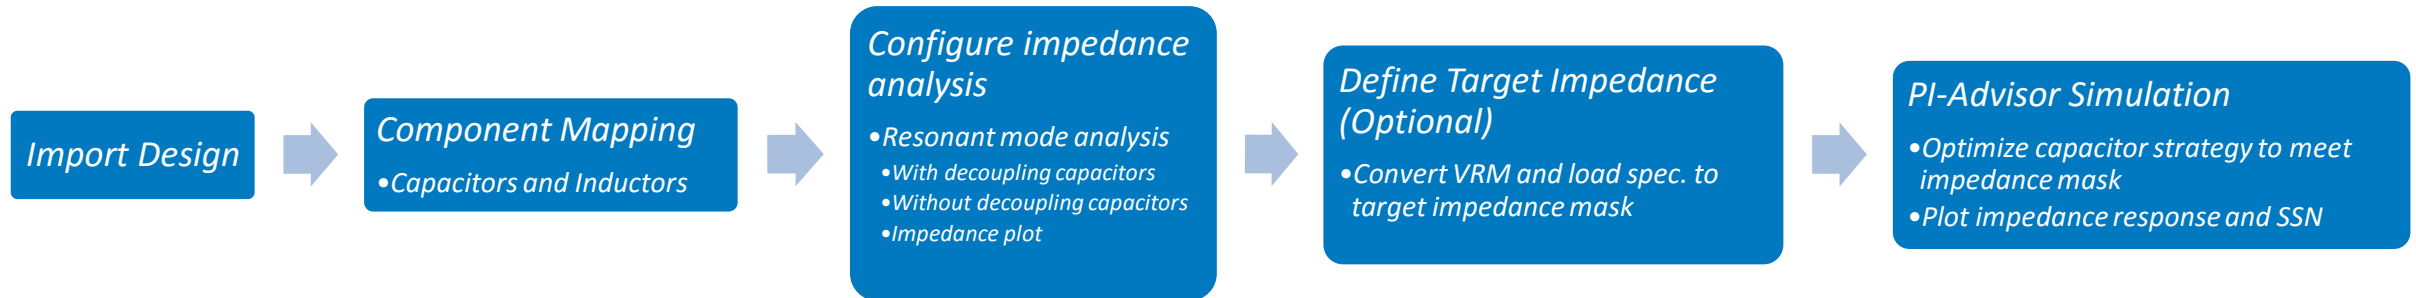 Import Design
Component Mapping
•Capacitors and Inductors
Configure impedance
analysis
•Resonant mode analysis
•With decoupling capacitors
•Without decoupling capacitors
•Impedance plot
Define Target Impedance
(Optional)
•Convert VRM and load spec. to
target impedance mask
PI-Advisor Simulation
•Optimize capacitor strategy to meet
impedance mask
•Plot impedance response and SSN